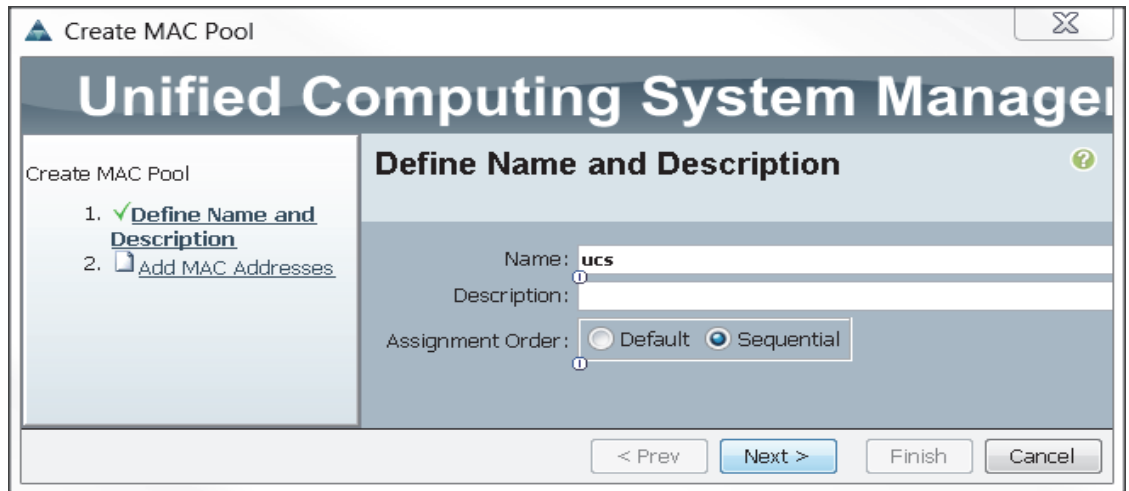 Create MAC Pool
Unified Computing System Manager
Create MAC Pool
1. Define Name and
Description
2. Add MAC Addresses
Define Name and Description
Name: ucs
Description:
Assignment Order: Default Sequential
< Prev Next > Finish Cancel